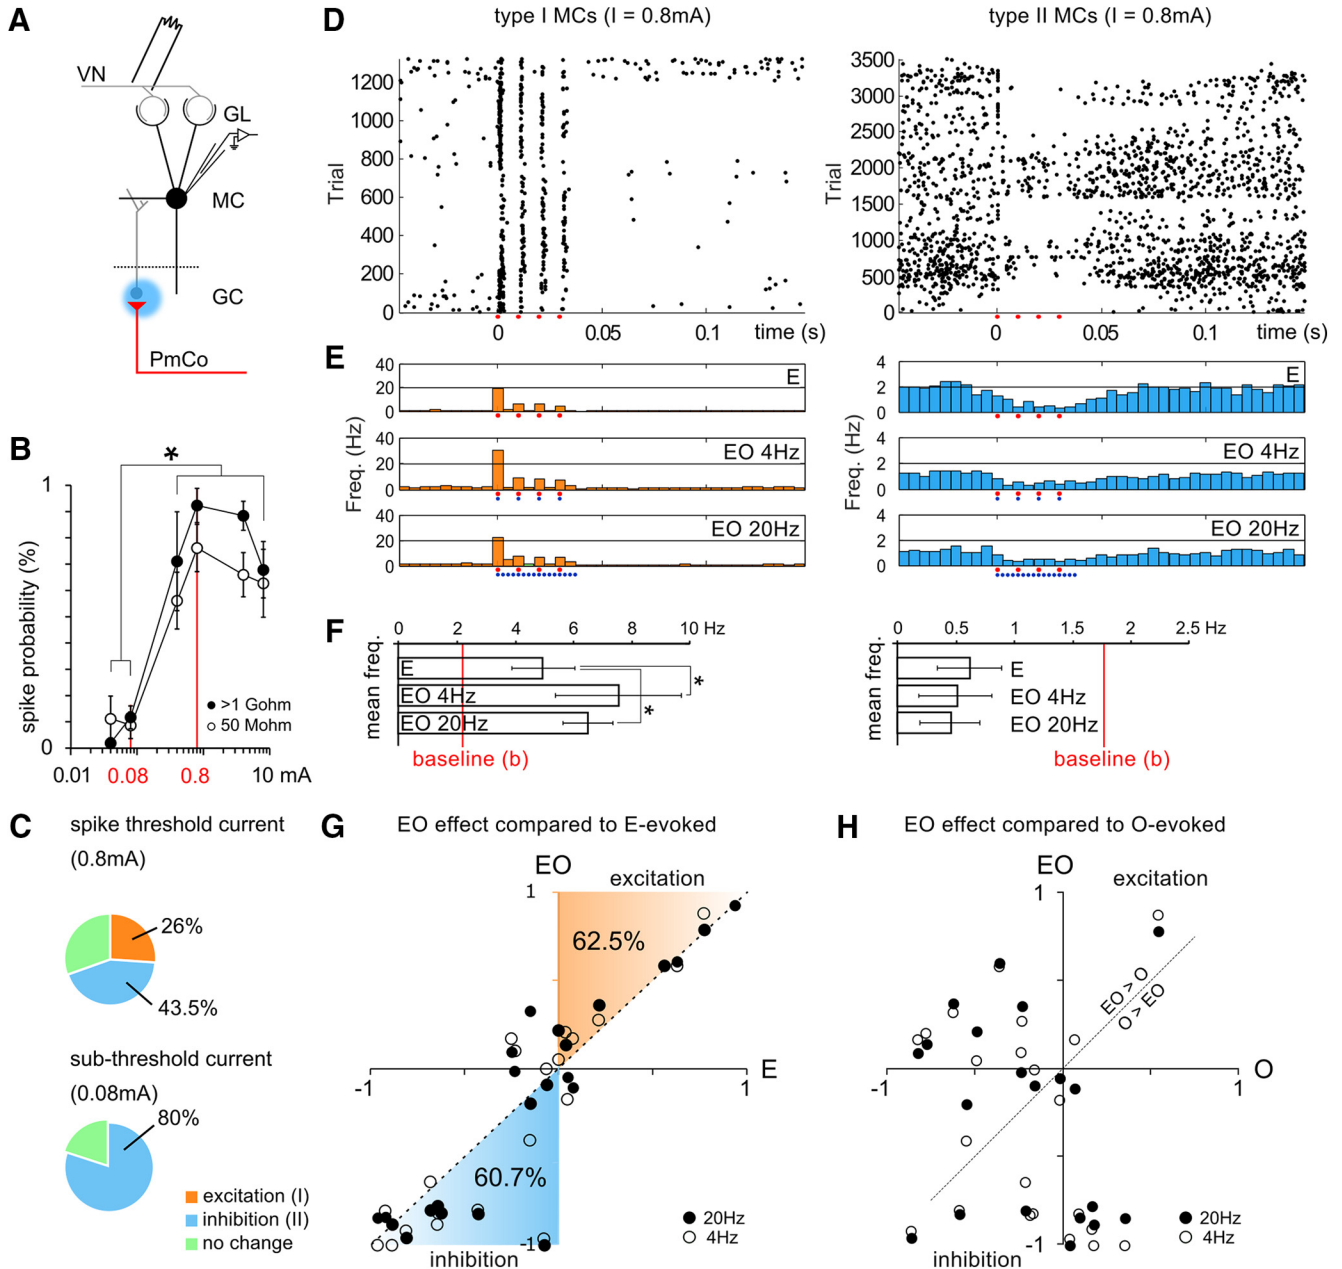 A
VN
GL
MC
GC
PmCo
B
*
spike probability (%)
1
0
>1 Gohm
50 Mohm
0.01 0.08 0.8 10 mA
C
spike threshold current
(0.8mA)
26%
43.5%
sub-threshold current
(0.08mA)
80%
excitation (I)
inhibition (II)
no change
D
type I MCs (I = 0.8mA)
Trial
1200
1000
800
600
400
200
0
0 0.05 0.1 time (s)
type II MCs (I = 0.8mA)
Trial
3500
3000
2500
2000
1500
1000
500
0
0 0.05 0.1 time (s)
E
Freq. (Hz)
40
20
0
E
40
20
0
EO 4Hz
40
20
0
EO 20Hz
Freq. (Hz)
4
2
0
E
4
2
0
EO 4Hz
4
2
0
EO 20Hz
F
mean freq.
0 2 4 6 8 10 Hz
E
EO 4Hz
EO 20Hz
*
*
baseline (b)
mean freq.
0 0.5 1 1.5 2 2.5 Hz
E
EO 4Hz
EO 20Hz
baseline (b)
G
EO effect compared to E-evoked
EO
1
excitation
62.5%
-1
1
E
60.7%
-1
inhibition
20Hz
4Hz
H
EO effect compared to O-evoked
EO
1
excitation
EO > O
O > EO
-1
1
O
-1
inhibition
20Hz
4Hz